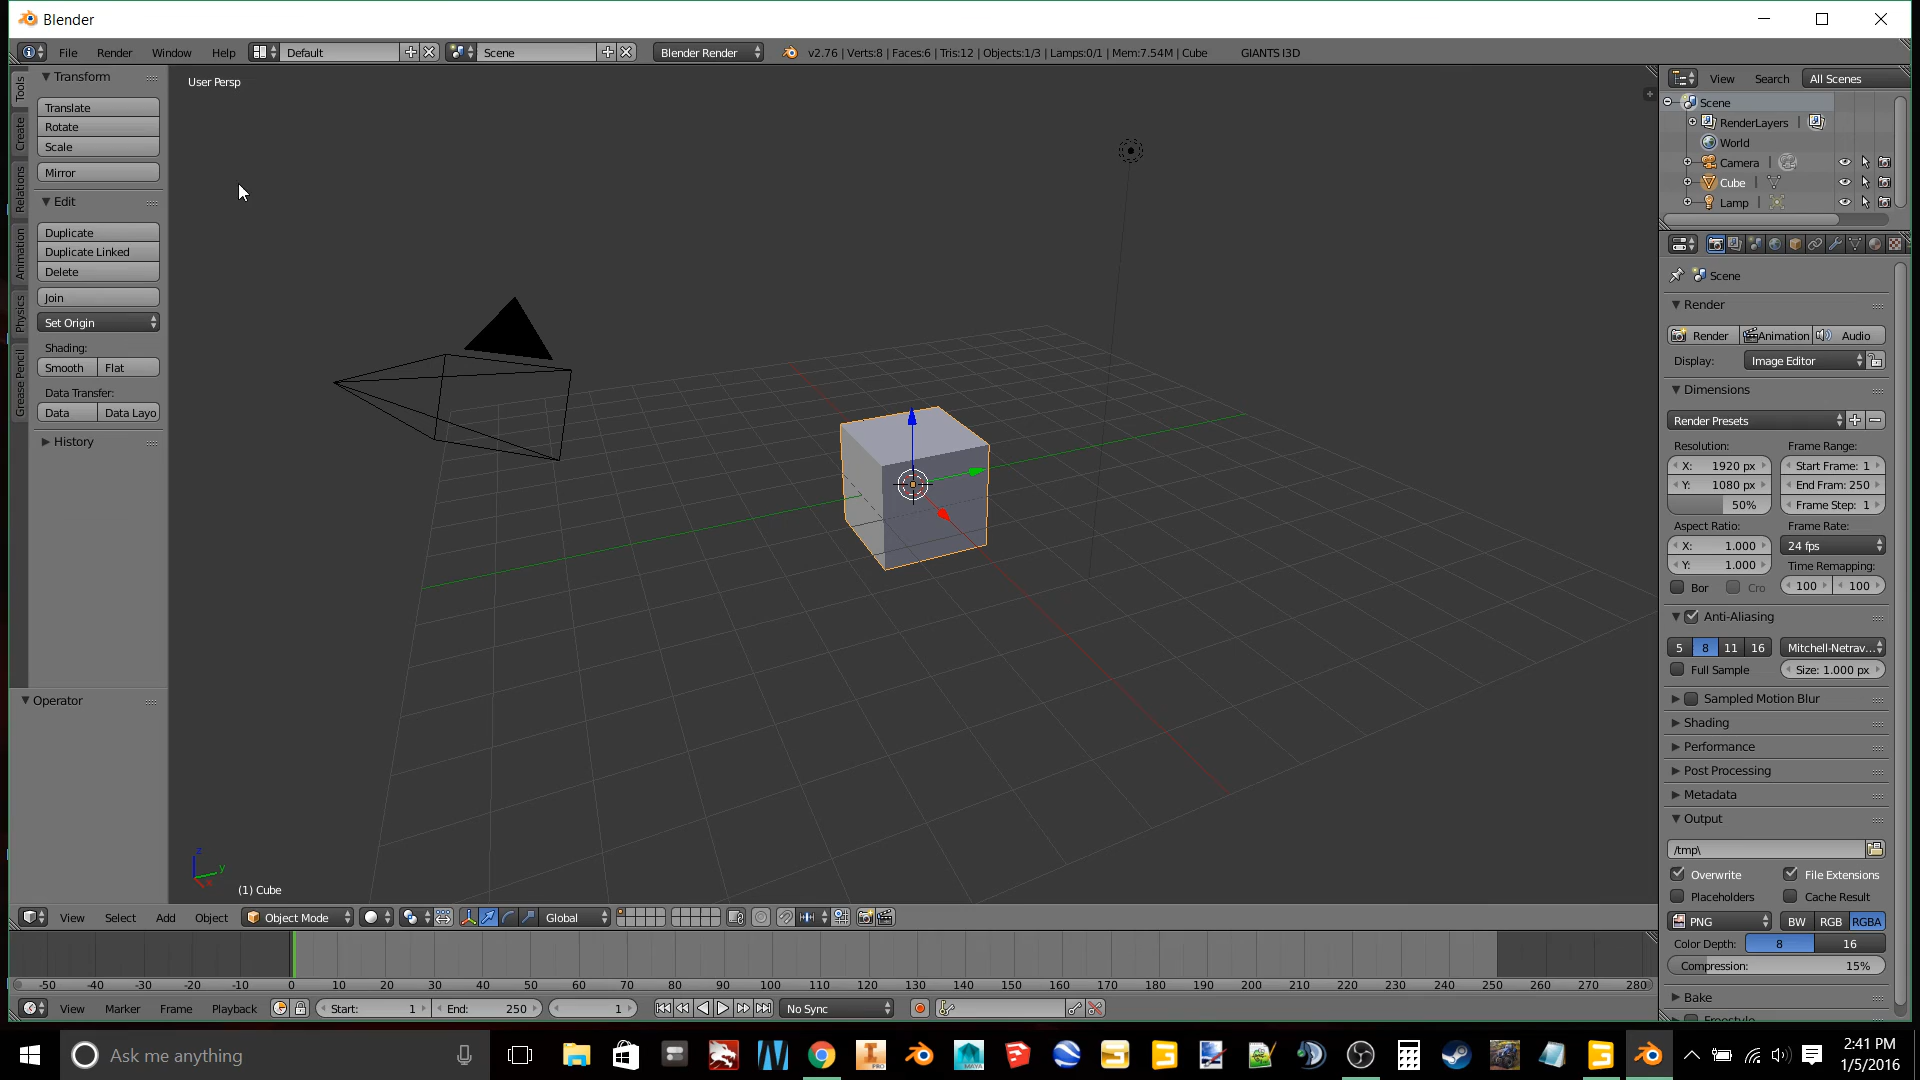 Blender
File Render Window Help Default Scene Blender Render v2.76 | Verts:8 | Faces:6 | Tris:12 | Objects:1/3 | Lamps:0/1 | Mem:7.54M | Cube GIANTS I3D
Tools
Create
Relations
Animation
Physics
Grease Pencil
Transform
Translate
Rotate
Scale
Mirror
Edit
Duplicate
Duplicate Linked
Delete
Join
Set Origin
Shading:
Smooth Flat
Data Transfer:
Data Data Layo
History
Operator
User Persp
z
y
x
(1) Cube
View Select Add Object Object Mode Global
-50 -40 -30 -20 -10 0 10 20 30 40 50 60 70 80 90 100 110 120 130 140 150 160 170 180 190 200 210 220 230 240 250 260 270 280
View Marker Frame Playback Start: 1 End: 250 1 No Sync
View Search All Scenes
Scene
RenderLayers
World
Camera
Cube
Lamp
Scene
Render
Render Animation Audio
Display: Image Editor
Dimensions
Render Presets
Resolution: Frame Range:
X: 1920 px Start Frame: 1
Y: 1080 px End Fram: 250
50% Frame Step: 1
Aspect Ratio: Frame Rate:
X: 1.000 24 fps
Y: 1.000 Time Remapping:
Bor Cro 100 100
Anti-Aliasing
5 8 11 16 Mitchell-Netrav...
Full Sample Size: 1.000 px
Sampled Motion Blur
Shading
Performance
Post Processing
Metadata
Output
/tmp\
Overwrite File Extensions
Placeholders Cache Result
PNG BW RGB RGBA
Color Depth: 8 16
Compression: 15%
Bake
Freestyle
Ask me anything
PRO
MAYA
2:41 PM
1/5/2016